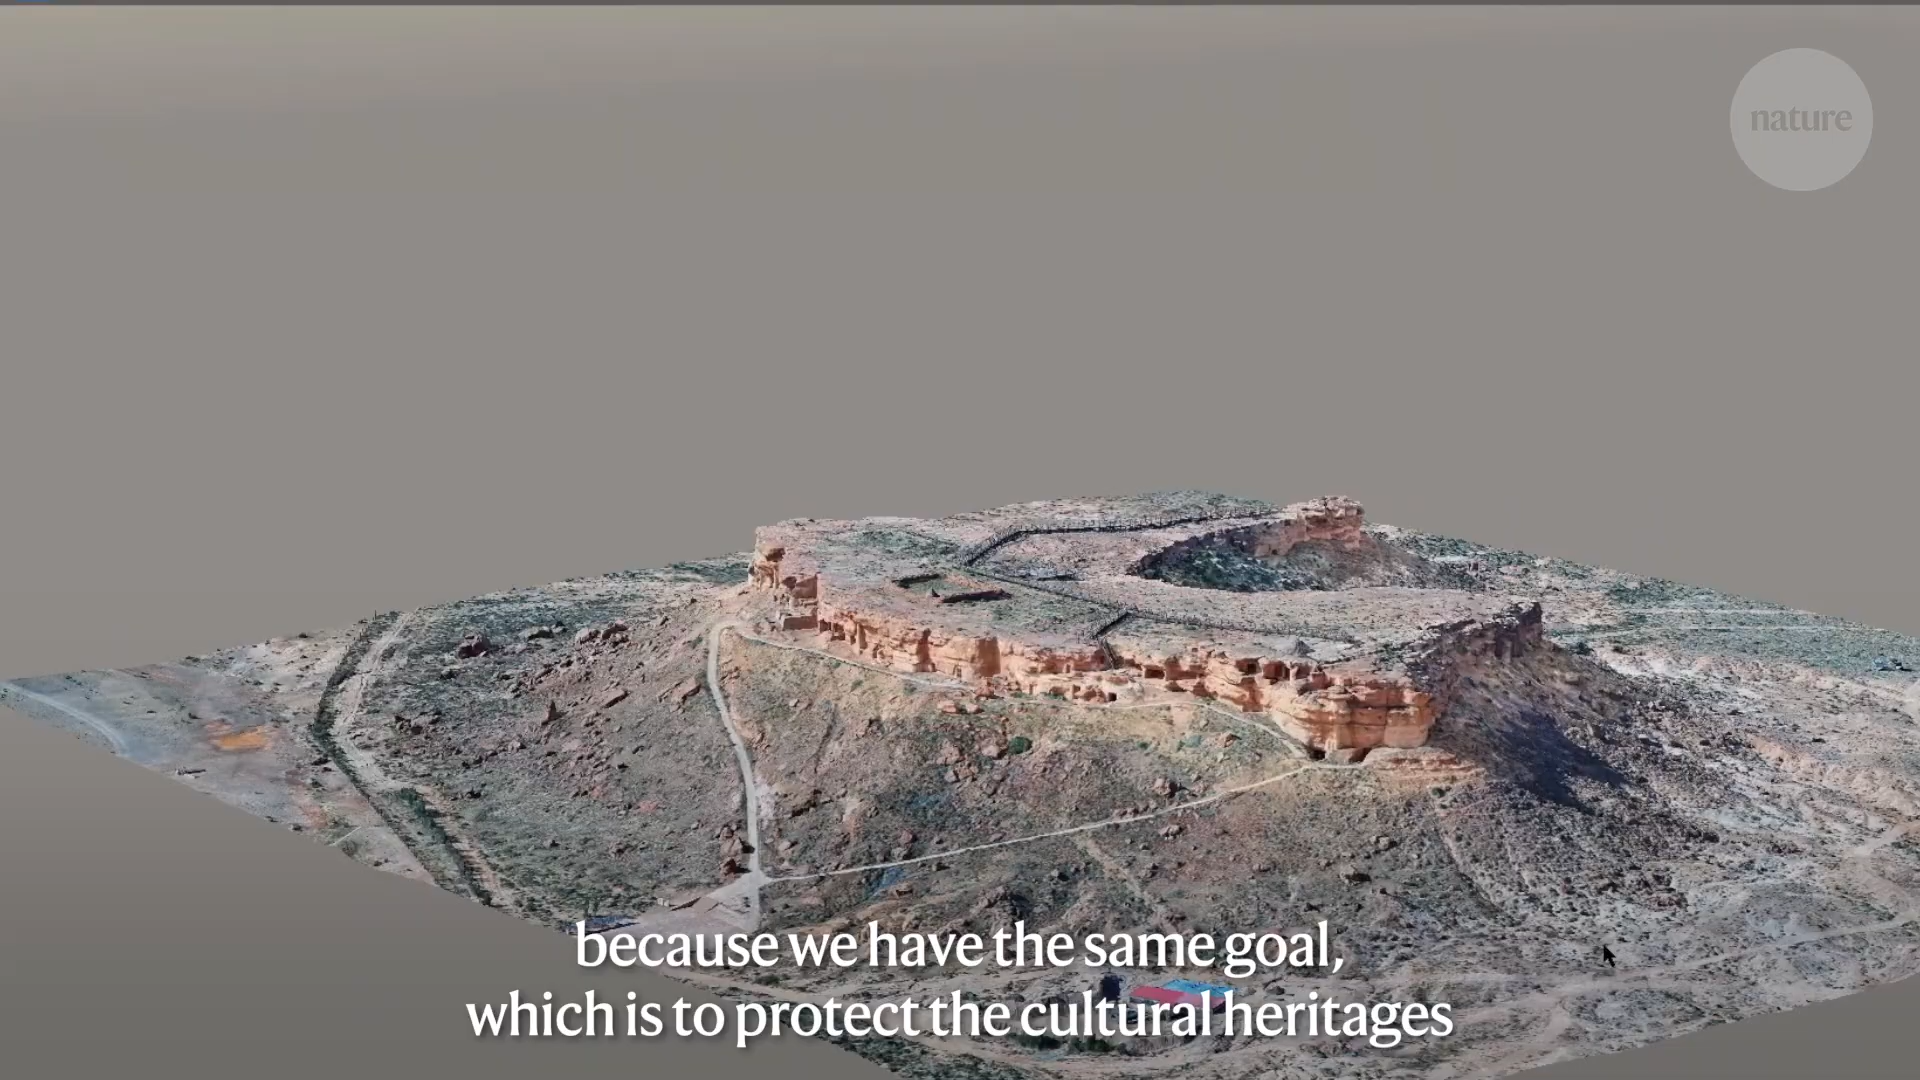 nature
because we have the same goal,
which is to protect the cultural heritages